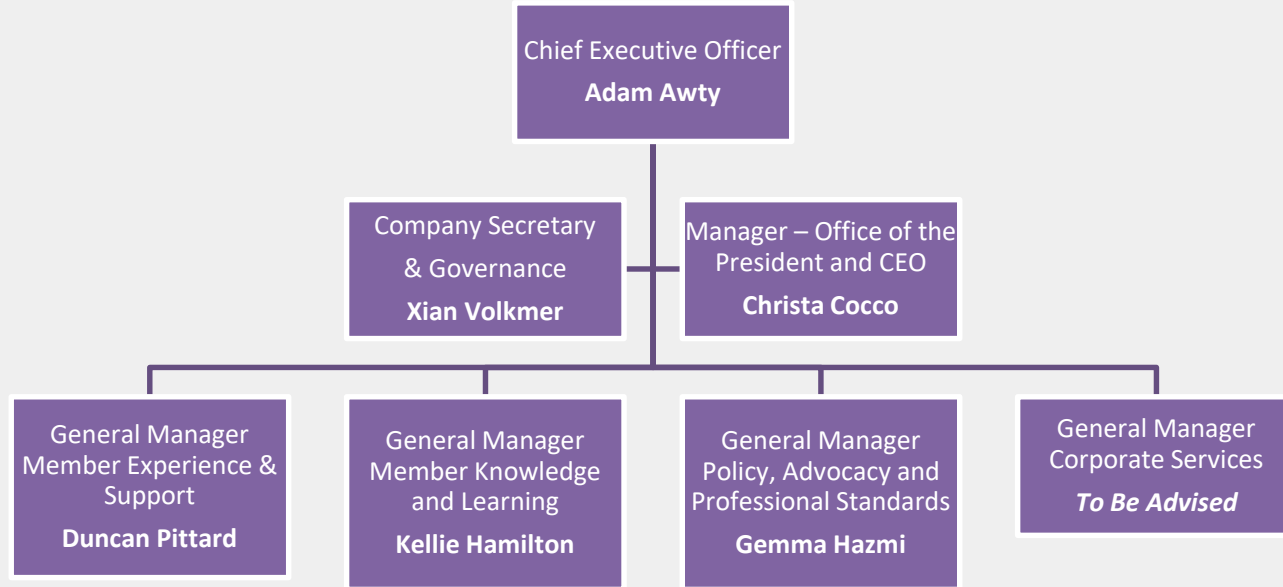 Chief Executive Officer
Adam Awty
Company Secretary
& Governance
Xian Volkmer
Manager – Office of the
President and CEO
Christa Cocco
General Manager
Member Experience &
Support
Duncan Pittard
General Manager
Member Knowledge
and Learning
Kellie Hamilton
General Manager
Policy, Advocacy and
Professional Standards
Gemma Hazmi
General Manager
Corporate Services
To Be Advised